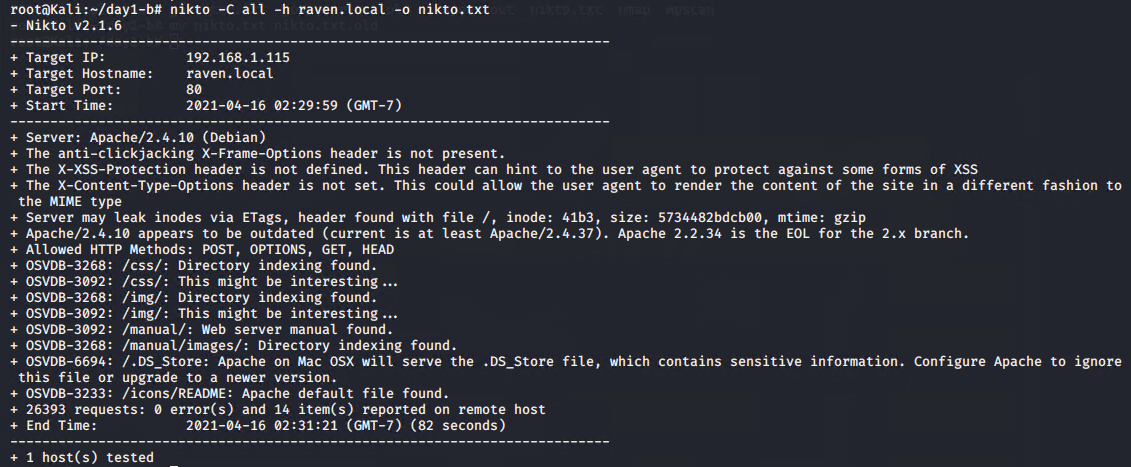 root@Kali:~/day1-b# nikto -C all -h raven.local -o nikto.txt
- Nikto v2.1.6
---------------------------------------------------------------------------
+ Target IP:          192.168.1.115
+ Target Hostname:    raven.local
+ Target Port:        80
+ Start Time:         2021-04-16 02:29:59 (GMT-7)
---------------------------------------------------------------------------
+ Server: Apache/2.4.10 (Debian)
+ The anti-clickjacking X-Frame-Options header is not present.
+ The X-XSS-Protection header is not defined. This header can hint to the user agent to protect against some forms of XSS
+ The X-Content-Type-Options header is not set. This could allow the user agent to render the content of the site in a different fashion to
the MIME type
+ Server may leak inodes via ETags, header found with file /, inode: 41b3, size: 5734482bdcb00, mtime: gzip
+ Apache/2.4.10 appears to be outdated (current is at least Apache/2.4.37). Apache 2.2.34 is the EOL for the 2.x branch.
+ Allowed HTTP Methods: POST, OPTIONS, GET, HEAD
+ OSVDB-3268: /css/: Directory indexing found.
+ OSVDB-3092: /css/: This might be interesting...
+ OSVDB-3268: /img/: Directory indexing found.
+ OSVDB-3092: /img/: This might be interesting...
+ OSVDB-3092: /manual/: Web server manual found.
+ OSVDB-3268: /manual/images/: Directory indexing found.
+ OSVDB-6694: /.DS_Store: Apache on Mac OSX will serve the .DS_Store file, which contains sensitive information. Configure Apache to ignore
this file or upgrade to a newer version.
+ OSVDB-3233: /icons/README: Apache default file found.
+ 26393 requests: 0 error(s) and 14 item(s) reported on remote host
+ End Time:           2021-04-16 02:31:21 (GMT-7) (82 seconds)
---------------------------------------------------------------------------
+ 1 host(s) tested